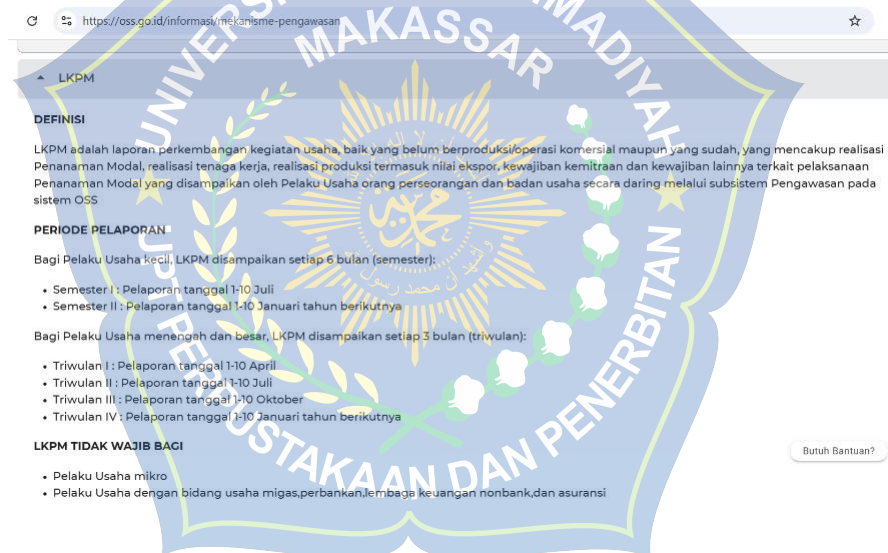 https://oss.go.id/informasi/mekanisme-pengawasan
LKPM
DEFINISI
LKPM adalah laporan perkembangan kegiatan usaha, baik yang belum berproduksi/operasi komersial maupun yang sudah, yang mencakup realisasi
Penanaman Modal, realisasi tenaga kerja, realisasi produksi termasuk nilai ekspor, kewajiban kemitraan dan kewajiban lainnya terkait pelaksanaan
Penanaman Modal yang disampaikan oleh Pelaku Usaha orang perseorangan dan badan usaha secara daring melalui subsistem Pengawasan pada
sistem OSS
PERIODE PELAPORAN
Bagi Pelaku Usaha kecil, LKPM disampaikan setiap 6 bulan (semester):
• Semester I : Pelaporan tanggal 1-10 Juli
• Semester II : Pelaporan tanggal 1-10 Januari tahun berikutnya
Bagi Pelaku Usaha menengah dan besar, LKPM disampaikan setiap 3 bulan (triwulan):
• Triwulan I : Pelaporan tanggal 1-10 April
• Triwulan II : Pelaporan tanggal 1-10 Juli
• Triwulan III : Pelaporan tanggal 1-10 Oktober
• Triwulan IV : Pelaporan tanggal 1-10 Januari tahun berikutnya
LKPM TIDAK WAJIB BAGI
• Pelaku Usaha mikro
• Pelaku Usaha dengan bidang usaha migas,perbankan,lembaga keuangan nonbank,dan asuransi
Butuh Bantuan?
MAKASSAR
UPT PERPUSTAKAAN DAN PENERBITAN